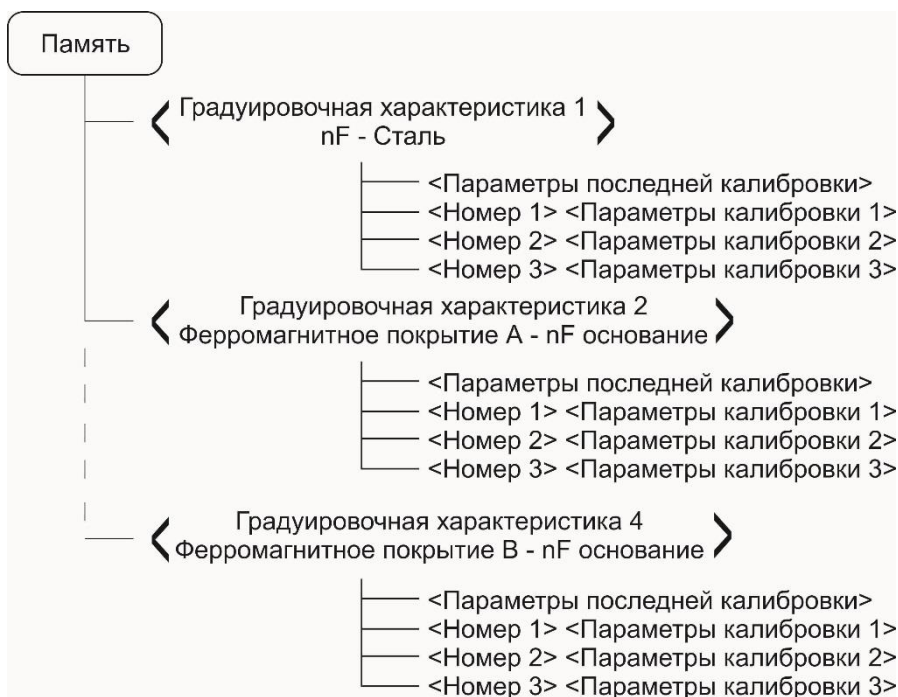 Память
Градуировочная характеристика 1
nF - Сталь
<Параметры последней калибровки>
<Номер 1> <Параметры калибровки 1>
<Номер 2> <Параметры калибровки 2>
<Номер 3> <Параметры калибровки 3>
Градуировочная характеристика 2
Ферромагнитное покрытие А - nF основание
<Параметры последней калибровки>
<Номер 1> <Параметры калибровки 1>
<Номер 2> <Параметры калибровки 2>
<Номер 3> <Параметры калибровки 3>
Градуировочная характеристика 4
Ферромагнитное покрытие В - nF основание
<Параметры последней калибровки>
<Номер 1> <Параметры калибровки 1>
<Номер 2> <Параметры калибровки 2>
<Номер 3> <Параметры калибровки 3>